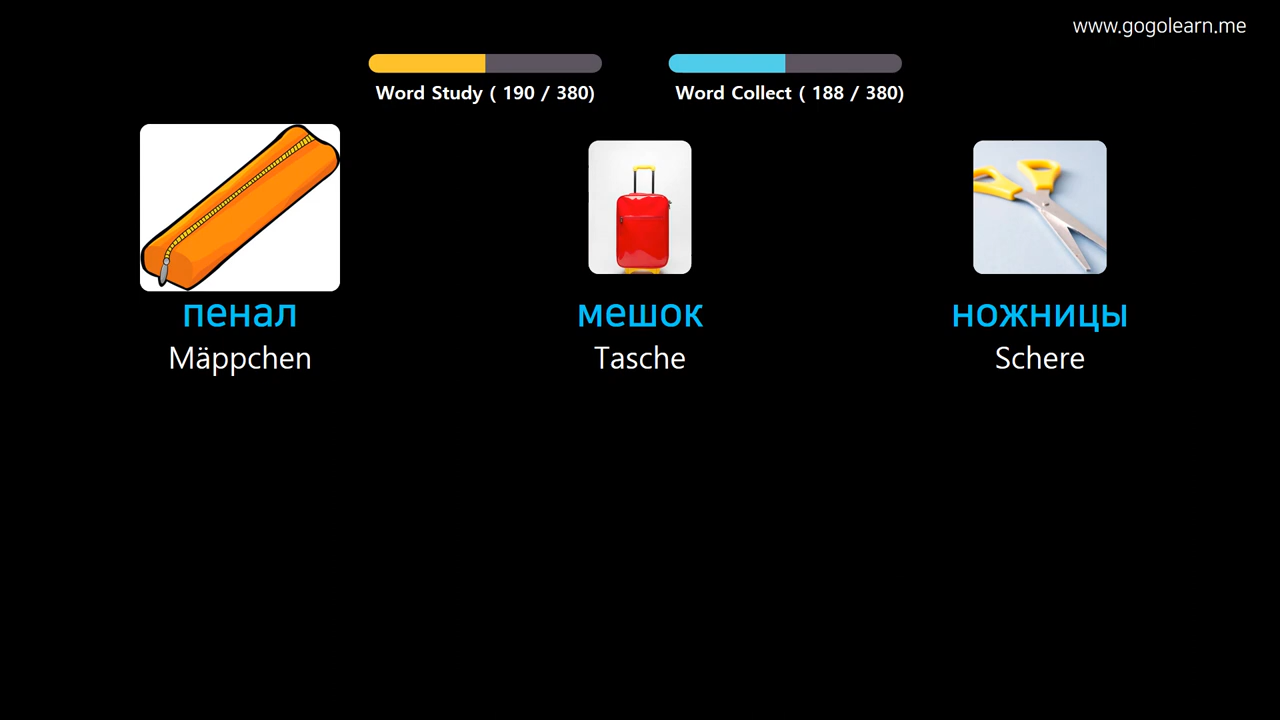 www.gogolearn.me
Word Study ( 190 / 380)
Word Collect ( 188 / 380)
пенал
Mäppchen
мешок
Tasche
ножницы
Schere